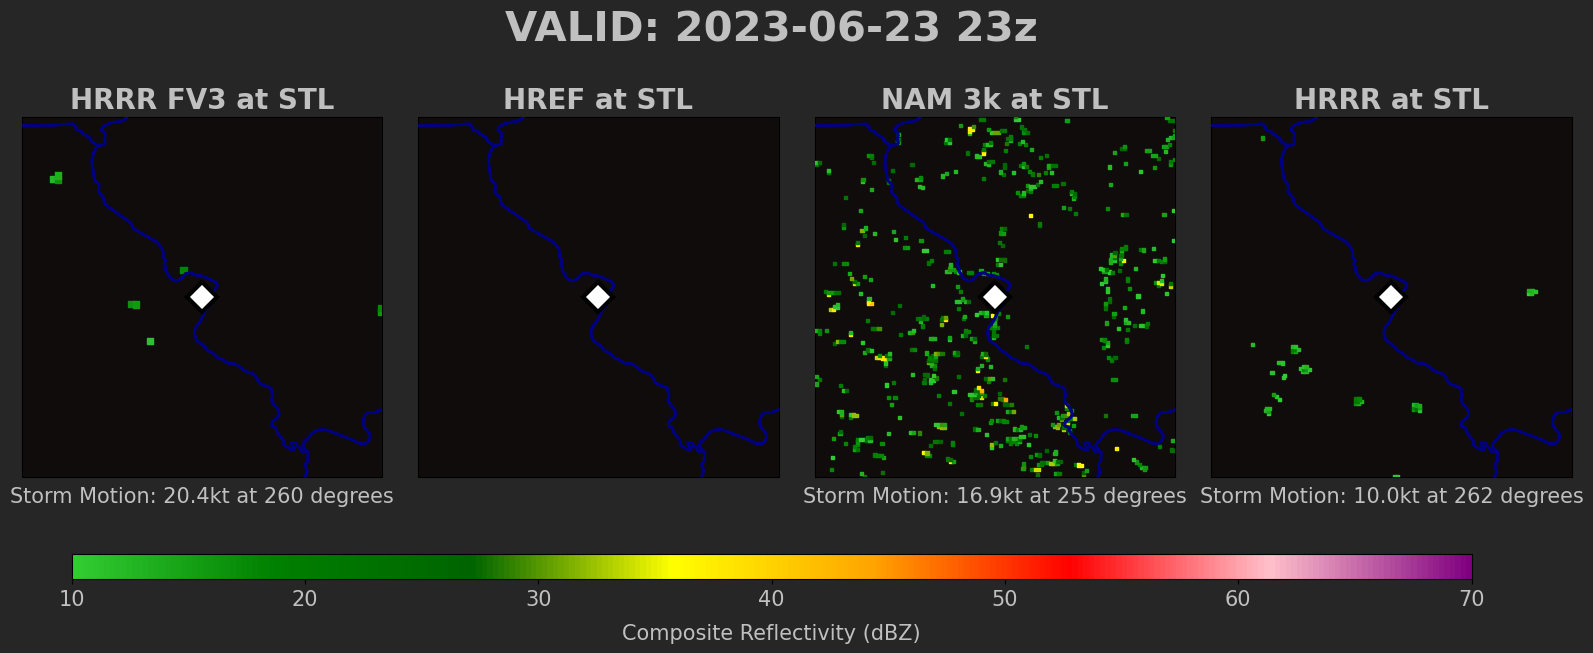 VALID: 2023-06-23 23z
HRRR FV3 at STL
HREF at STL
NAM 3k at STL
HRRR at STL
Storm Motion: 20.4kt at 260 degrees
Storm Motion: 16.9kt at 255 degrees
Storm Motion: 10.0kt at 262 degrees
10 20 30 40 50 60 70
Composite Reflectivity (dBZ)